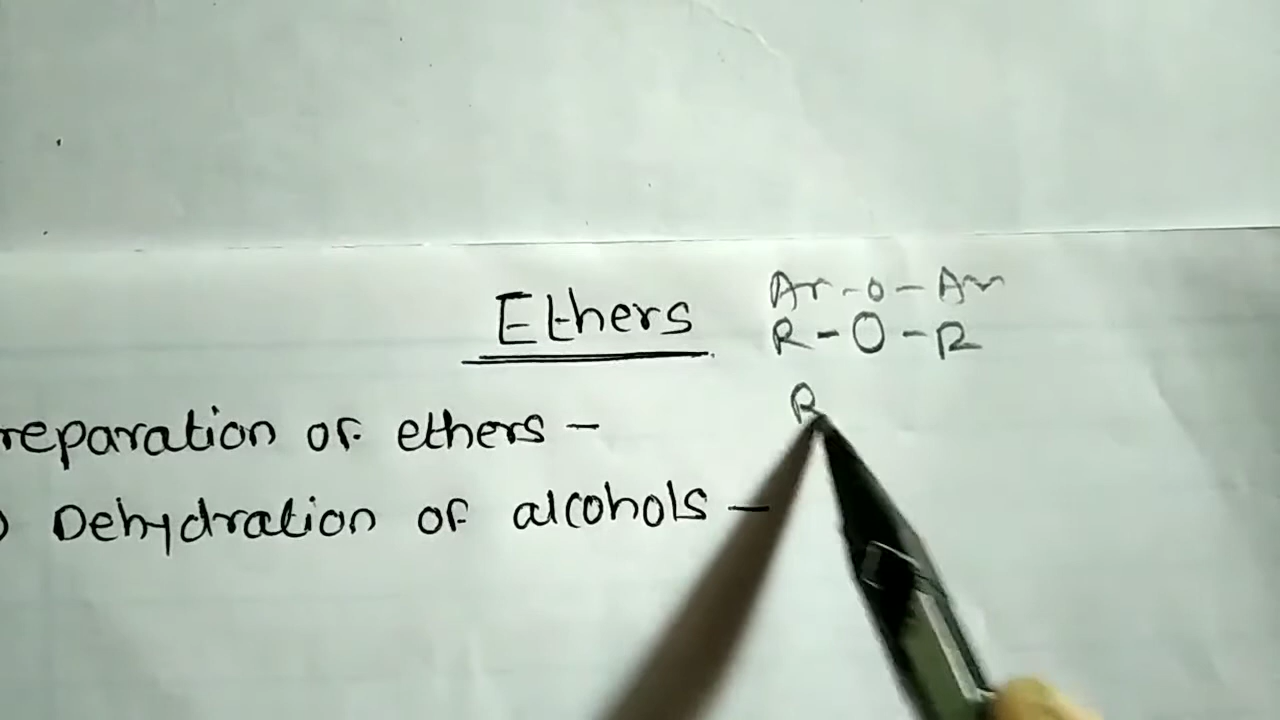 Ar-O-Ar
Ethers R-O-R
R
reparation of ethers -
) Dehydration of alcohols -